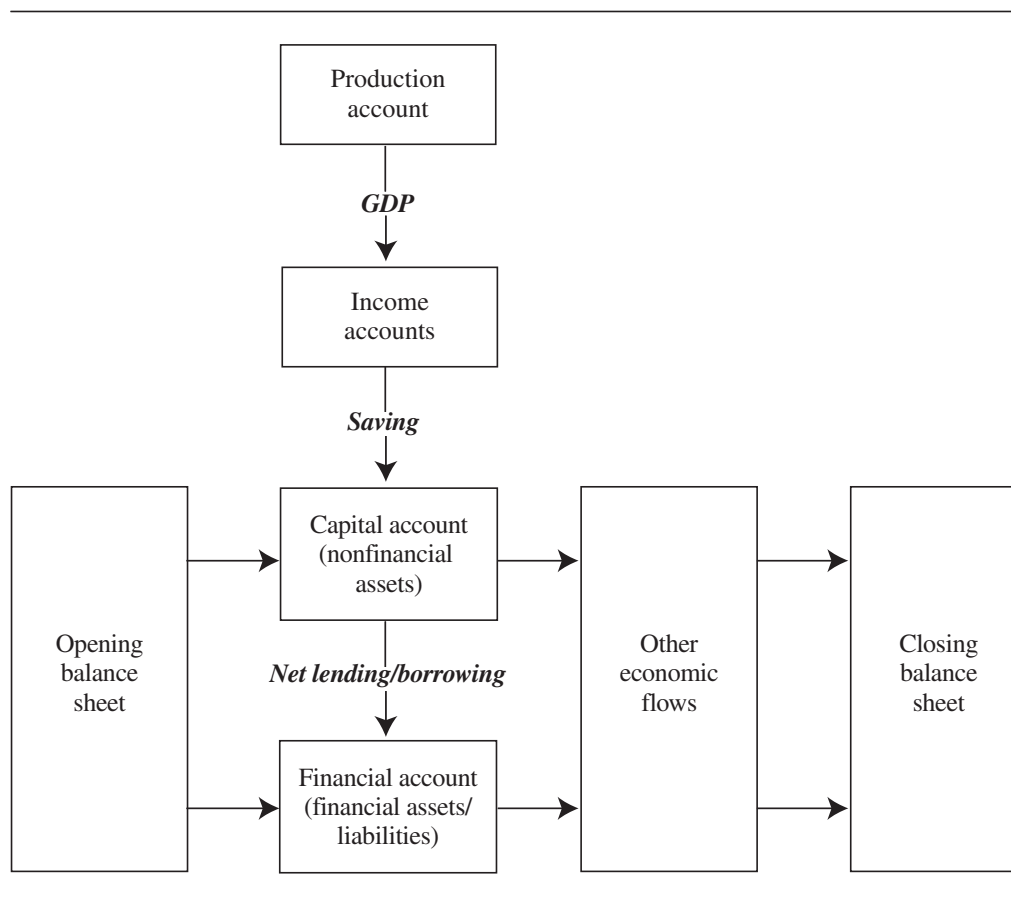 Production
account
GDP
Income
accounts
Saving
Capital account
(nonfinancial
assets)
Opening
balance
sheet
Other
economic
flows
Closing
balance
sheet
Net lending/borrowing
Financial account
(financial assets/
liabilities)